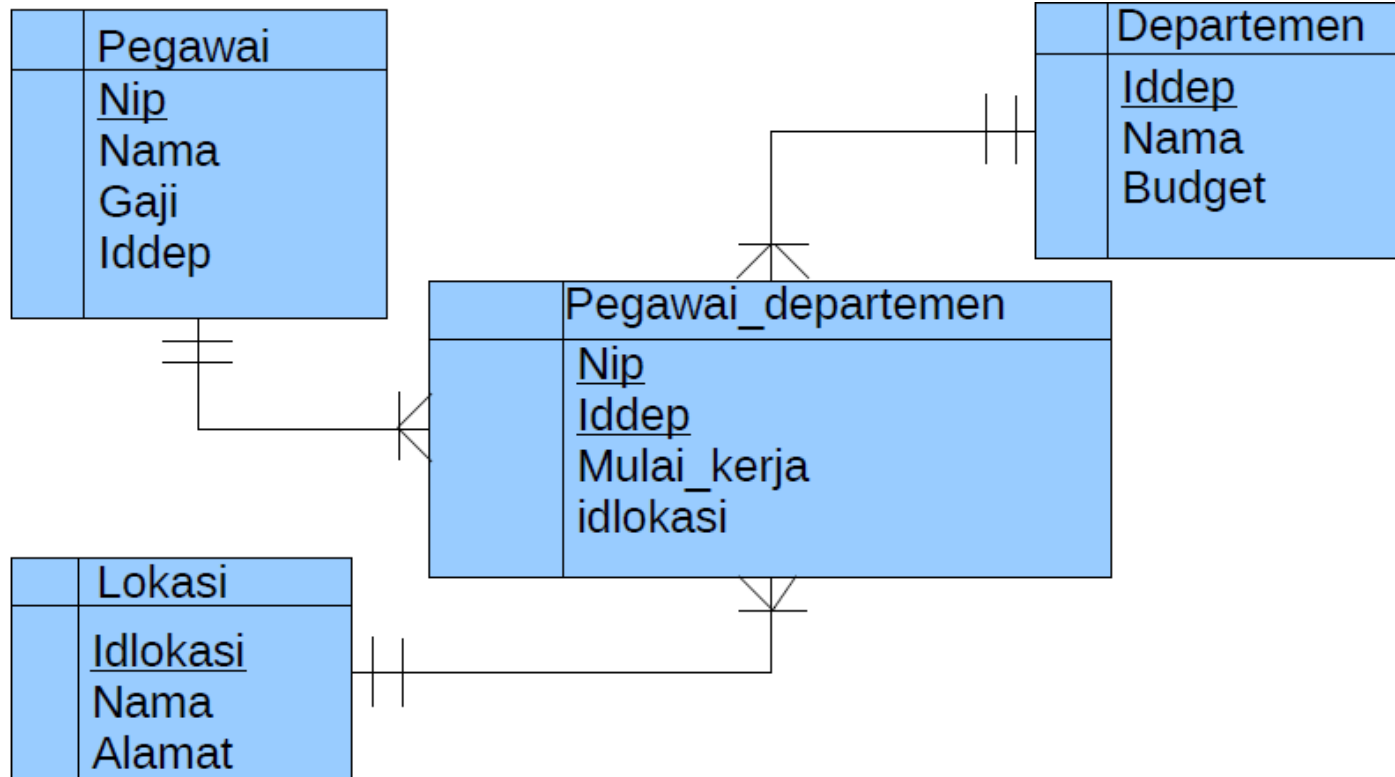 Pegawai
Nip
Nama
Gaji
Iddep
Departemen
Iddep
Nama
Budget
Pegawai_departemen
Nip
Iddep
Mulai_kerja
idlokasi
Lokasi
Idlokasi
Nama
Alamat